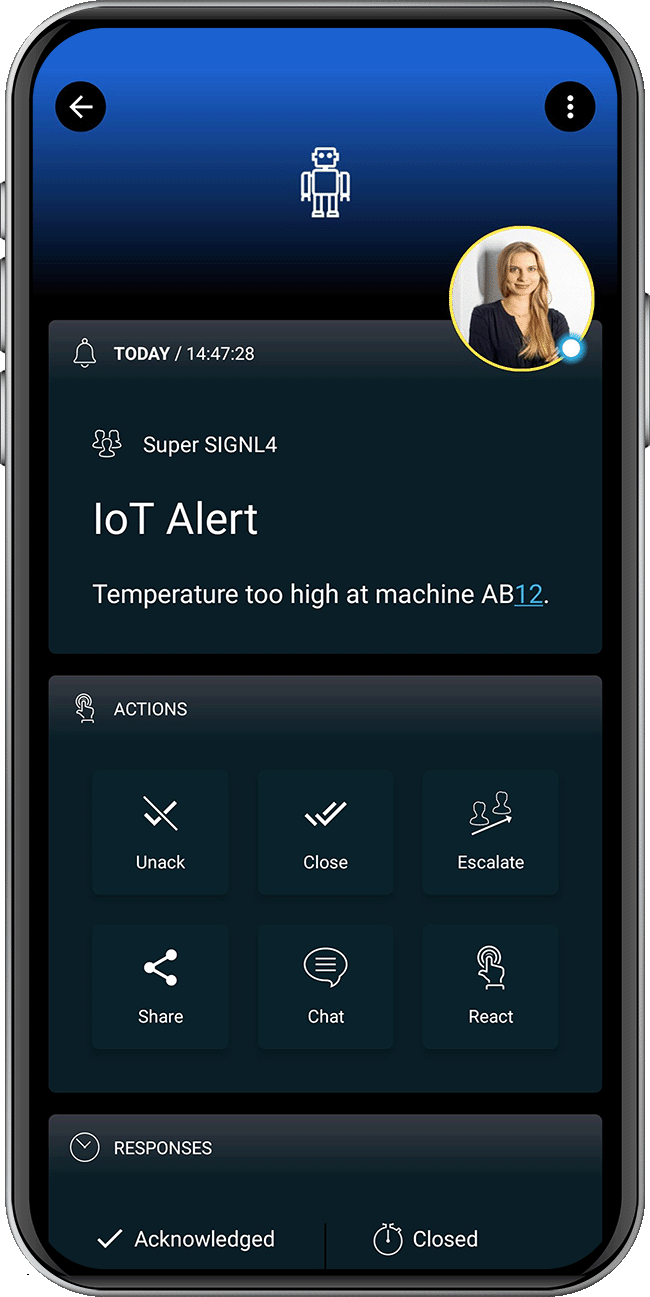 TODAY / 14:47:28
Super SIGNL4
IoT Alert
Temperature too high at machine AB12.
ACTIONS
Unack
Close
Escalate
Share
Chat
React
RESPONSES
Acknowledged
Closed